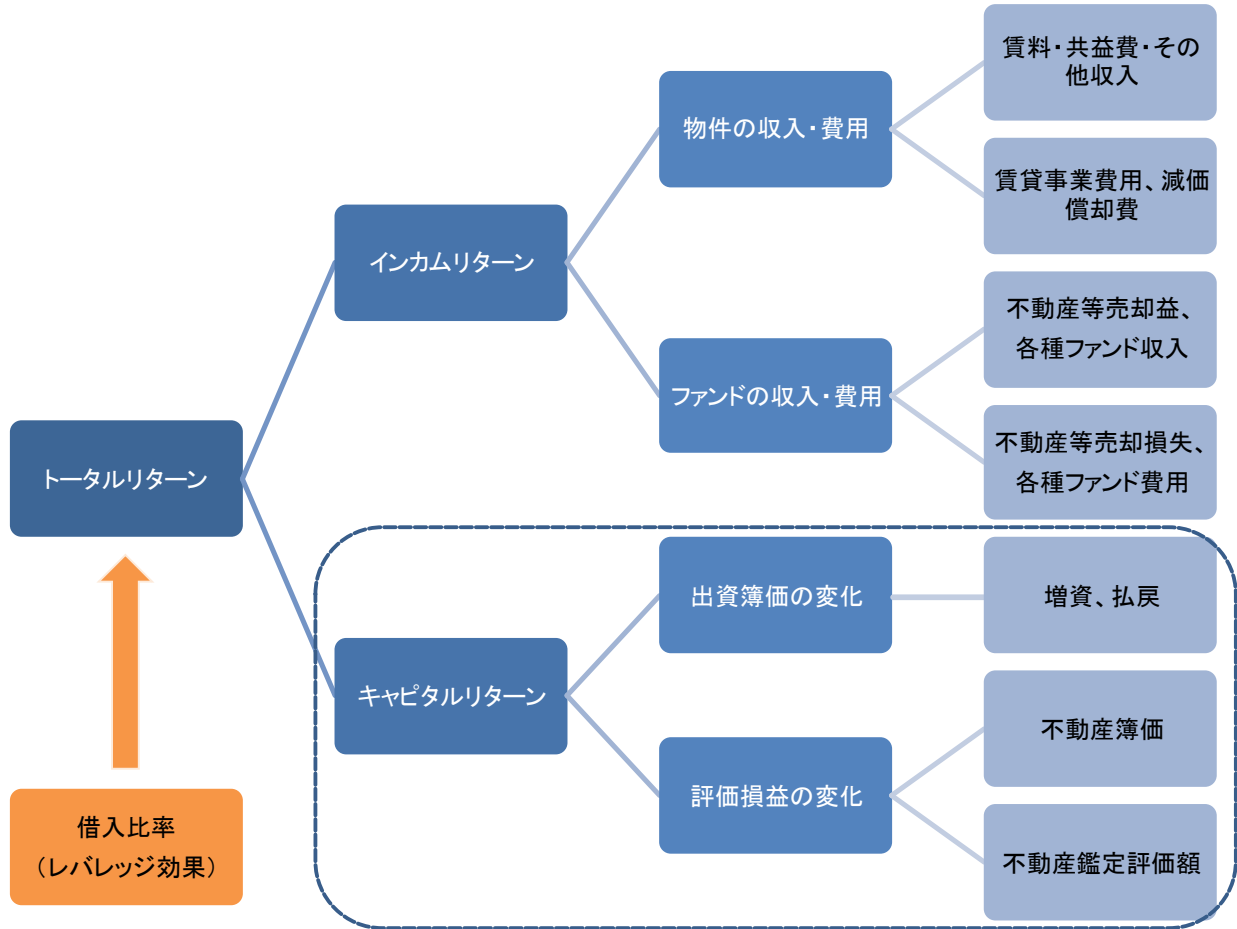 賃料・共益費・その
他収入
物件の収入・費用
賃貸事業費用、減価
償却費
インカムリターン
不動産等売却益、
各種ファンド収入
ファンドの収入・費用
不動産等売却損失、
各種ファンド費用
トータルリターン
出資簿価の変化
増資、払戻
キャピタルリターン
不動産簿価
評価損益の変化
不動産鑑定評価額
借入比率
（レバレッジ効果）